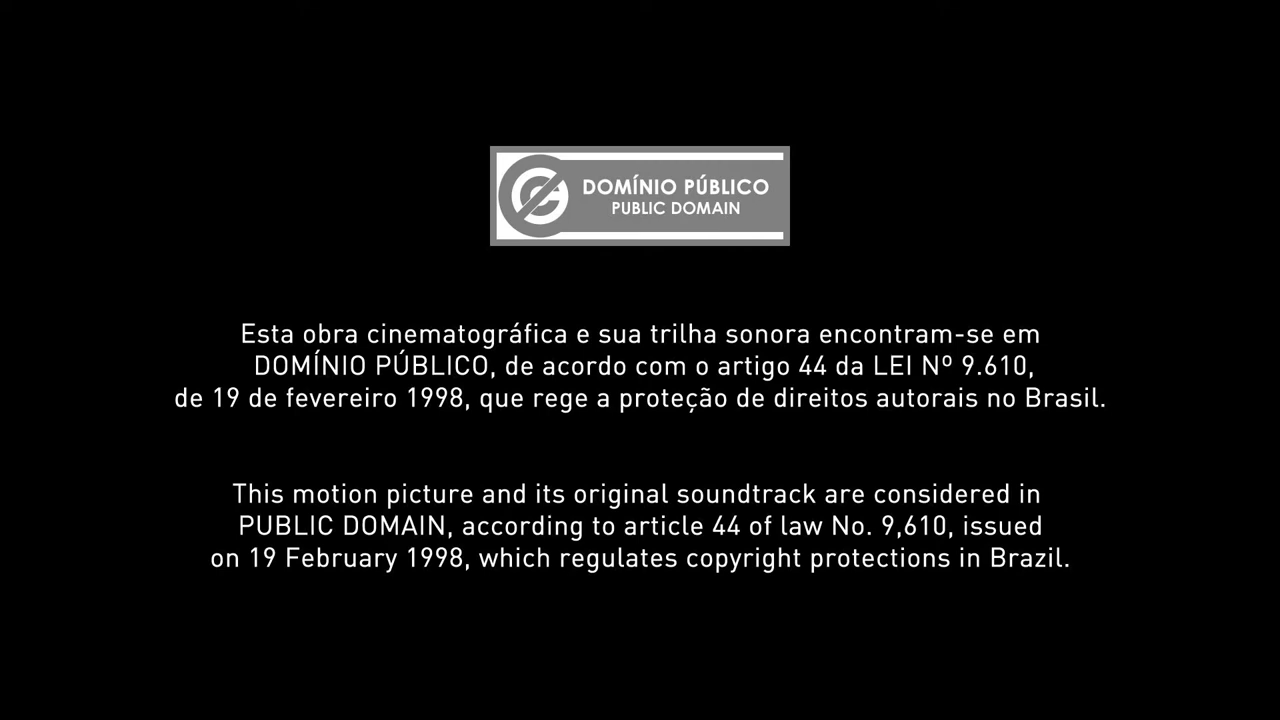 DOMÍNIO PÚBLICO
PUBLIC DOMAIN
Esta obra cinematográfica e sua trilha sonora encontram-se em
DOMÍNIO PÚBLICO, de acordo com o artigo 44 da LEI Nº 9.610,
de 19 de fevereiro 1998, que rege a proteção de direitos autorais no Brasil.
This motion picture and its original soundtrack are considered in
PUBLIC DOMAIN, according to article 44 of law No. 9,610, issued
on 19 February 1998, which regulates copyright protections in Brazil.